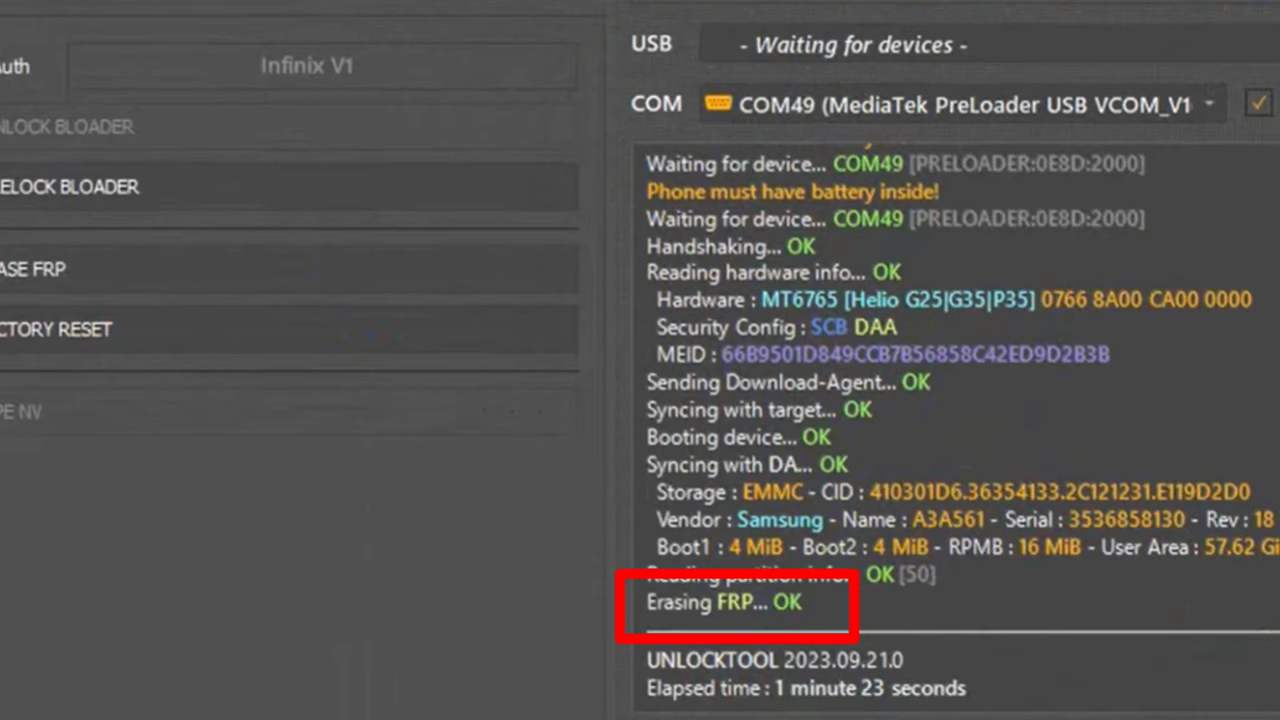 uth
Infinix V1
NLOCK BLOADER
ELOCK BLOADER
ASE FRP
CTORY RESET
PE NV
USB - Waiting for devices -
COM COM49 (MediaTek PreLoader USB VCOM_V1
Waiting for device... COM49 [PRELOADER:0E8D:2000]
Phone must have battery inside!
Waiting for device... COM49 [PRELOADER:0E8D:2000]
Handshaking... OK
Reading hardware info... OK
Hardware : MT6765 [Helio G25|G35|P35] 0766 8A00 CA00 0000
Security Config : SCB DAA
MEID : 66B9501D849CCB7B56858C42ED9D2B3B
Sending Download-Agent... OK
Syncing with target... OK
Booting device... OK
Syncing with DA... OK
Storage : EMMC - CID : 410301D6.36354133.2C121231.E119D2D0
Vendor : Samsung - Name : A3A561 - Serial : 3536858130 - Rev : 18
Boot1 : 4 MiB - Boot2 : 4 MiB - RPMB : 16 MiB - User Area : 57.62 Gi
Reading partition info... OK [50]
Erasing FRP... OK
UNLOCKTOOL 2023.09.21.0
Elapsed time : 1 minute 23 seconds